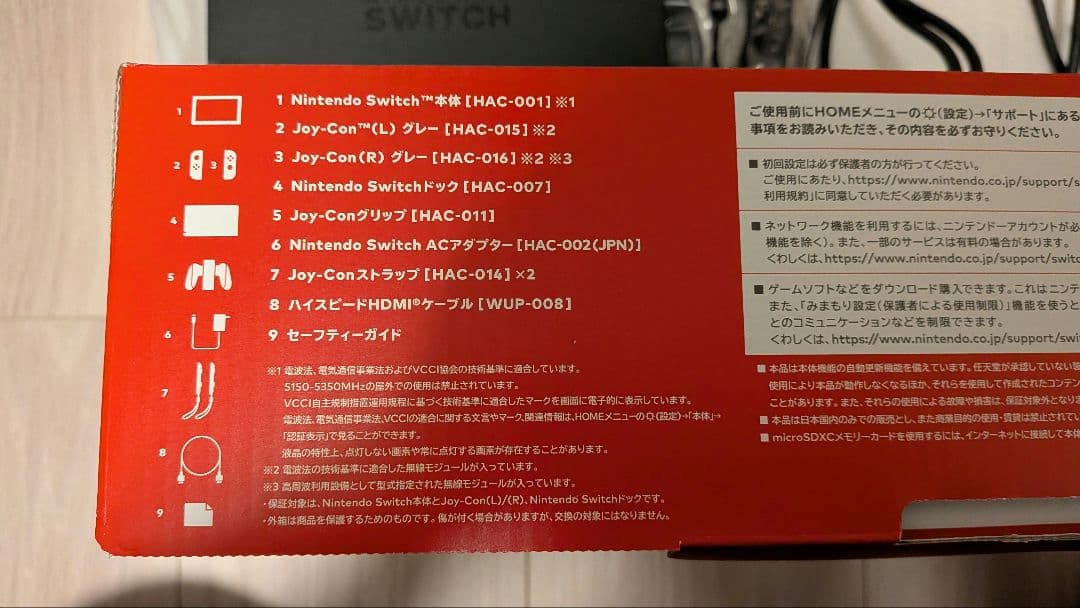 SWITCH
1 Nintendo Switch™本体[HAC-001]※1
2 Joy-Con™(L) グレー[HAC-015]※2
3 Joy-Con(R) グレー[HAC-016]※2 ※3
4 Nintendo Switchドック[HAC-007]
5 Joy-Conグリップ[HAC-011]
6 Nintendo Switch ACアダプター[HAC-002(JPN)]
7 Joy-Conストラップ[HAC-014]×2
8 ハイスピードHDMI®ケーブル[WUP-008]
9 セーフティーガイド
1
2
3
4
5
6
7
8
9
※1 電波法、電気通信事業法およびVCCI協会の技術基準に適合しています。
5150-5350MHzの屋外での使用は禁止されています。
VCCI自主規制措置運用規程に基づく技術基準に適合したマークを画面に電子的に表示しています。
電波法、電気通信事業法、VCCIの適合に関する文言やマーク関連情報は、HOMEメニューの(設定)→「本体」→
「認証表示」で見ることができます。
液晶の特性上、点灯しない画素や常に点灯する画素が存在することがあります。
※2 電波法の技術基準に適合した無線モジュールが入っています。
※3 高周波利用設備として型式指定された無線モジュールが入っています。
・保証対象は、Nintendo Switch本体とJoy-Con(L)/(R)、Nintendo Switchドックです。
・外箱は商品を保護するためのものです。傷が付く場合がありますが、交換の対象にはなりません。
ご使用前にHOMEメニューの(設定)→「サポート」にある
事項をお読みいただき、その内容を必ずお守りください。
■ 初回設定は必ず保護者の方が行ってください。
ご使用にあたり、https://www.nintendo.co.jp/support/s
利用規約」に同意していただく必要があります。
■ ネットワーク機能を利用するには、ニンテンドーアカウントが必
機能を除く)。また、一部のサービスは有料の場合があります。
くわしくは、https://www.nintendo.co.jp/support/switc
■ ゲームソフトなどをダウンロード購入できます。これはニンテ
また、「みまもり設定(保護者による使用制限)」機能を使うと
とのコミュニケーションなどを制限できます。
くわしくは、https://www.nintendo.co.jp/support/swi
■ 本品は本体機能の自動更新機能を備えています。任天堂が承認していない装
使用により本品が動作しなくなるほか、それらを使用して作成されたコンテン
ことがあります。また、それらの使用による故障や損害は、保証対象外となりま
■ 本品は日本国内のみでの販売とし、また商業目的の使用・賃貸は禁止されてい
■ microSDXCメモリーカードを使用するには、インターネットに接続して本体